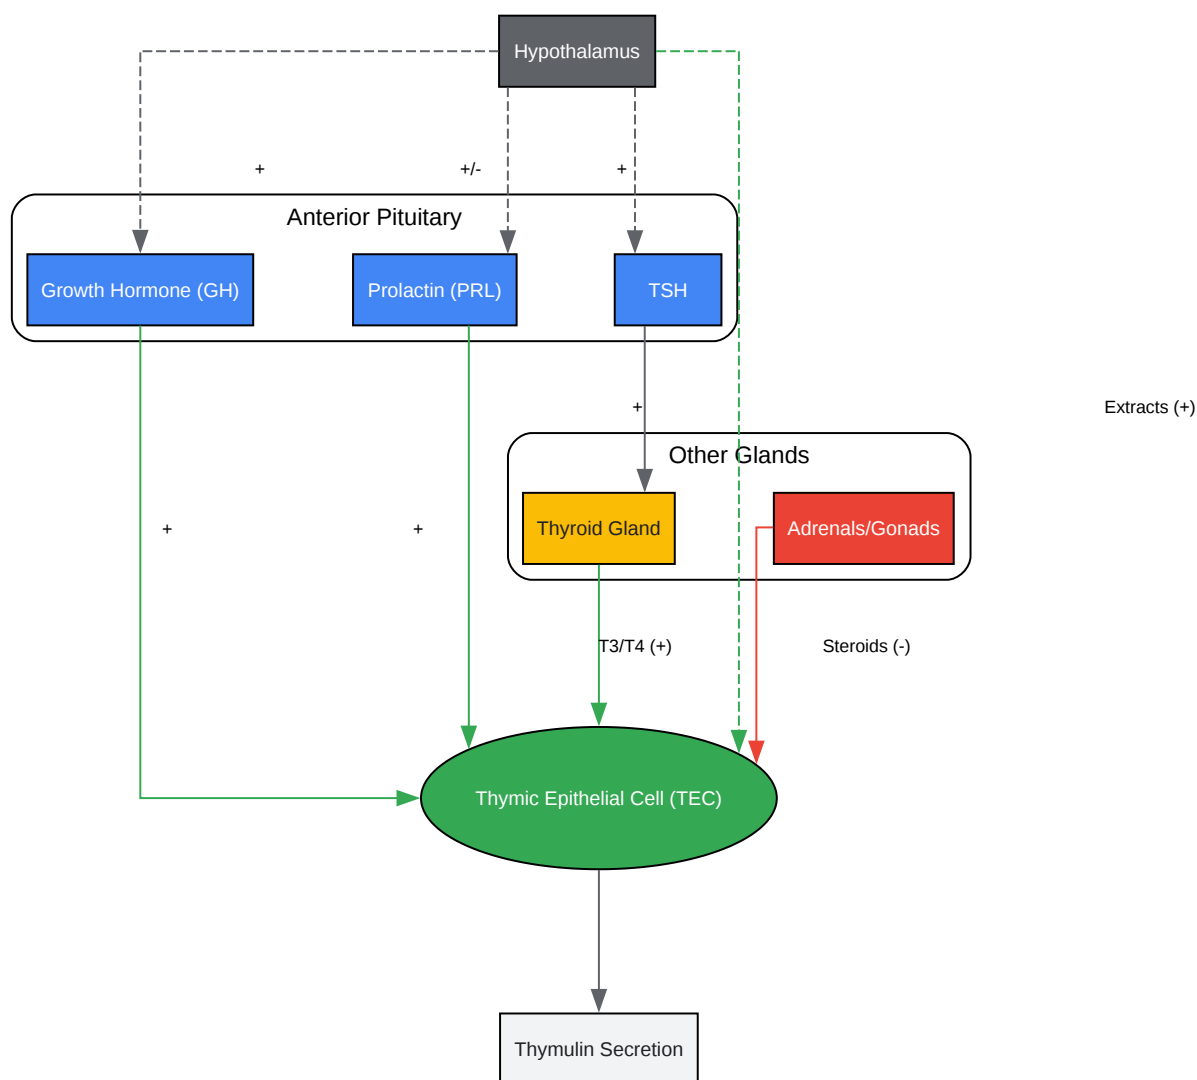 Hypothalamus
+
+/-
+
Anterior Pituitary
Growth Hormone (GH)
Prolactin (PRL)
TSH
+
Extracts (+)
Other Glands
Thyroid Gland
Adrenals/Gonads
+
+
T3/T4 (+)
Steroids (-)
Thymic Epithelial Cell (TEC)
Thymulin Secretion